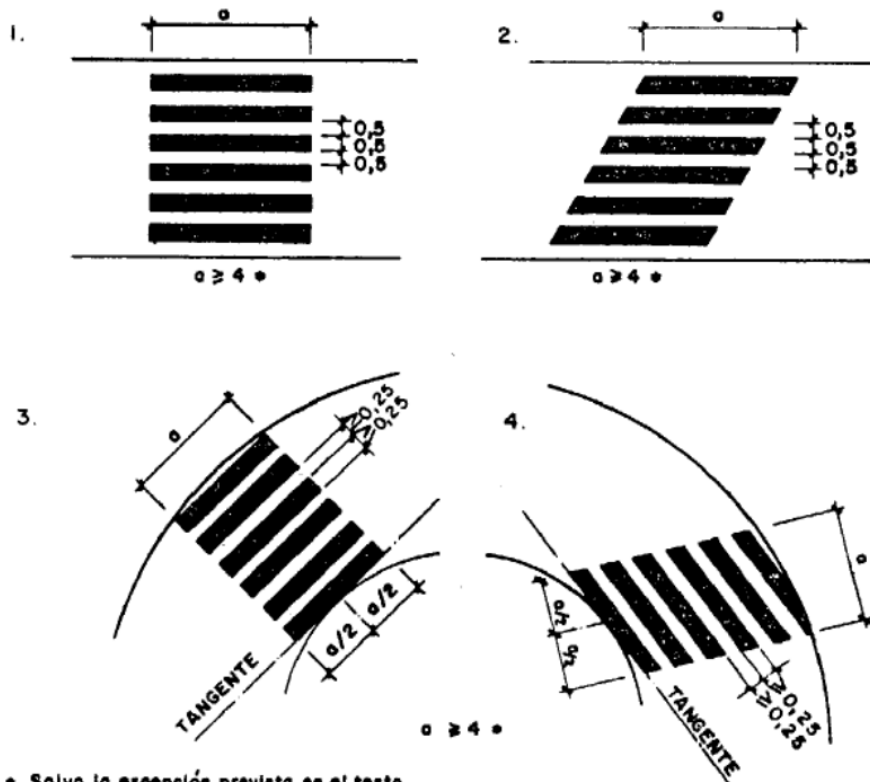 1.
a
0,5
0,5
0,5
a ≥ 4 *
2.
a
0,5
0,5
0,5
a ≥ 4 *
3.
a
≥0,25
≥0,25
a/2
a/2
TANGENTE
4.
a
a/2
a/2
≥0,25
≥0,25
TANGENTE
a ≥ 4 *
* Salvo la excepción prevista en el texto